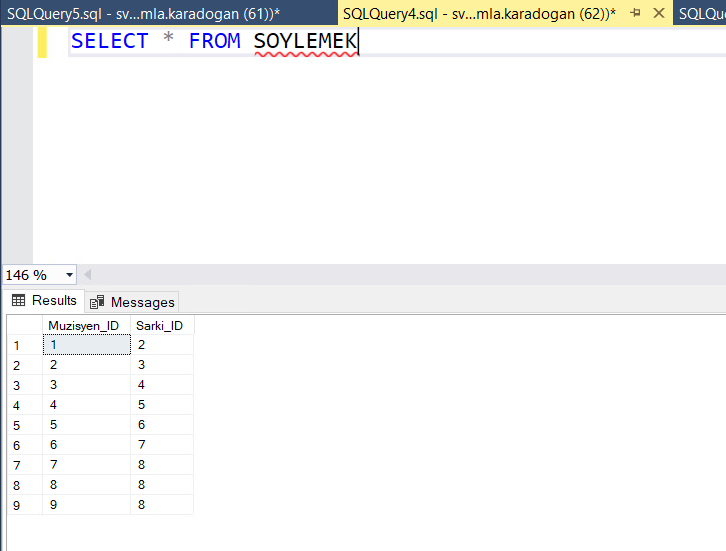 SQLQuery5.sql - sv...mla.karadogan (61))* SQLQuery4.sql - sv...mla.karadogan (62))* SQLQu
SELECT * FROM SOYLEMEK
146 %
Results Messages
Muzisyen_ID Sarki_ID
1 1 2
2 2 3
3 3 4
4 4 5
5 5 6
6 6 7
7 7 8
8 8 8
9 9 8